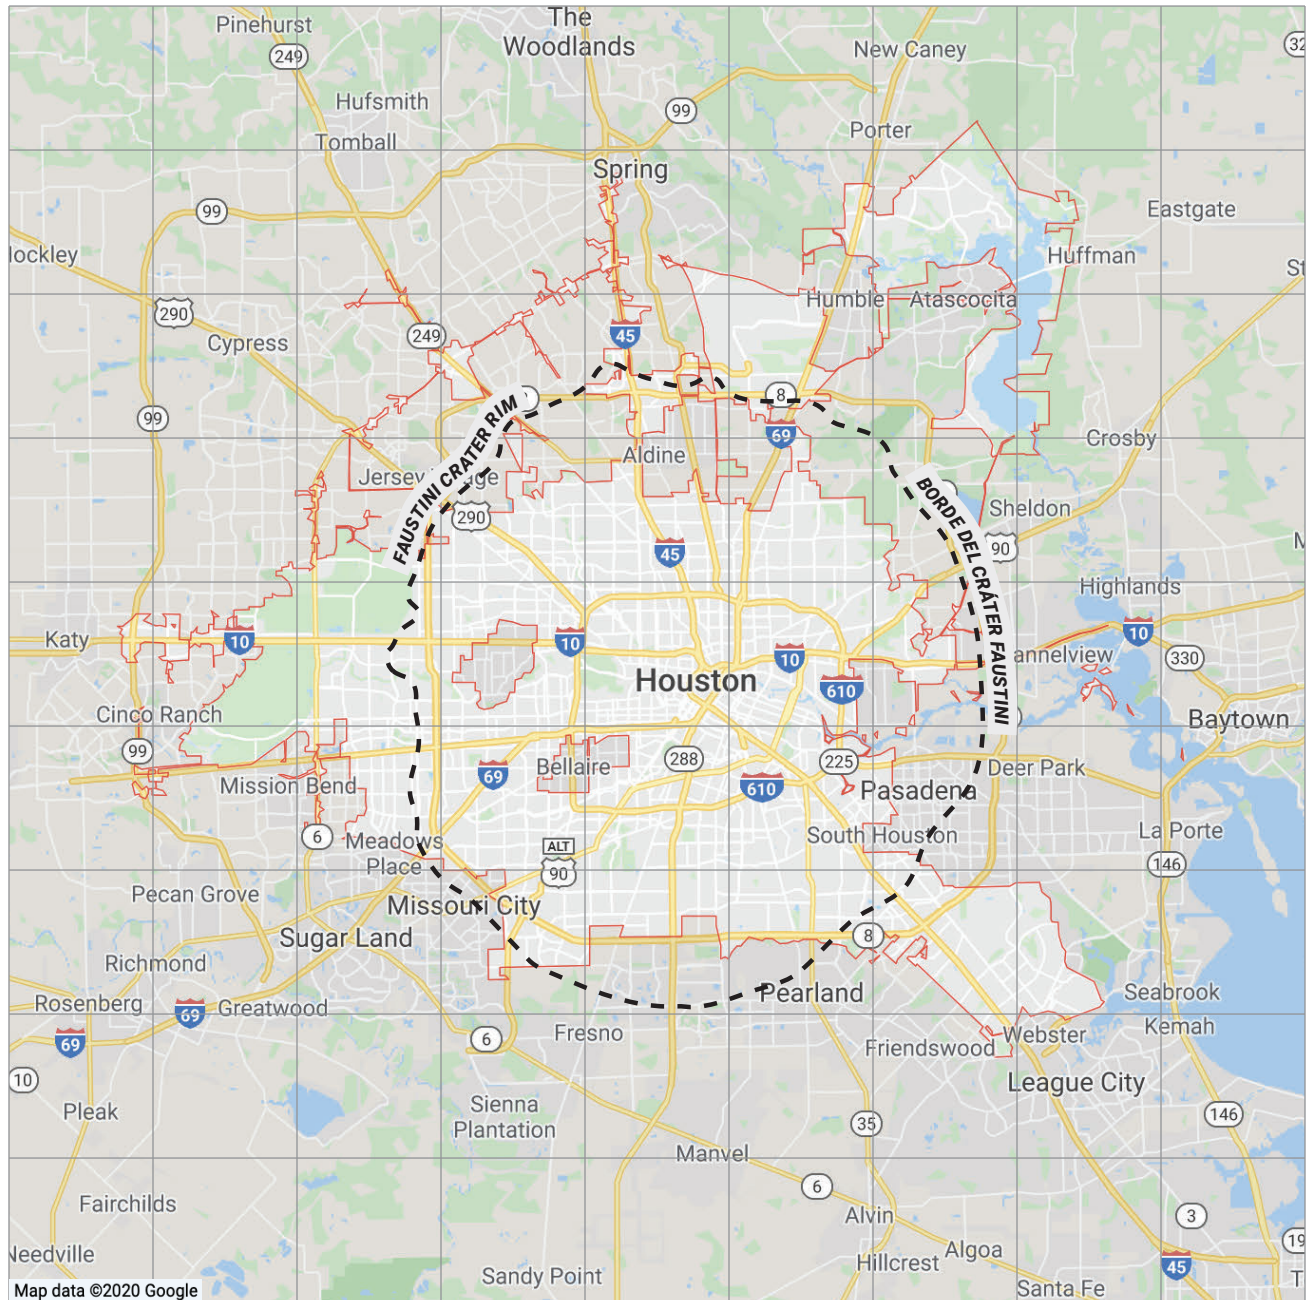 Pinehurst
The
Woodlands
New Caney
249
32
Hufsmith
99
Porter
Tomball
Spring
99
Eastgate
Huffman
Humble
Atascocita
290
249
45
Cypress
8
99
FAUSTINI CRATER RIM
69
Crosby
Aldine
BORDE DEL CRÁTER FAUSTINI
Sheldon
290
90
45
Highlands
Katy
10
10
10
10
330
Houston
610
Cinco Ranch
Baytown
99
288
225
Bellaire
69
610
Deer Park
Mission Bend
Pasadena
La Porte
6
Meadows
Place
South Houston
ALT
90
146
Pecan Grove
Missouri City
Sugar Land
8
Richmond
Pearland
Seabrook
Rosenberg
69
Greatwood
Kemah
69
6
Fresno
Webster
Friendswood
10
League City
Pleak
Sienna
Plantation
35
146
Manvel
6
Fairchilds
Alvin
3
Needville
Algoa
19
Hillcrest
45
Sandy Point
Santa Fe
Map data ©2020 Google